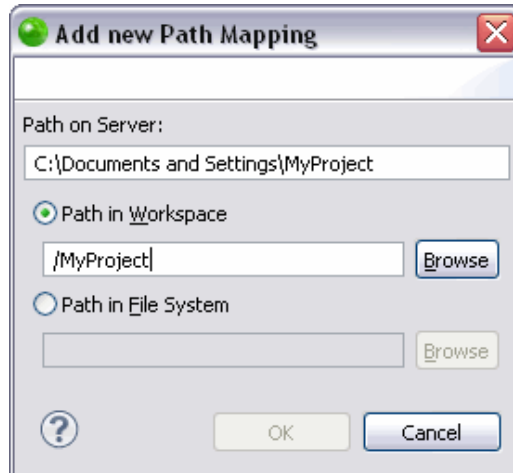 Add new Path Mapping
Path on Server:
C:\Documents and Settings\MyProject
Path in Workspace
/MyProject
Browse
Path in File System
Browse
?
OK
Cancel